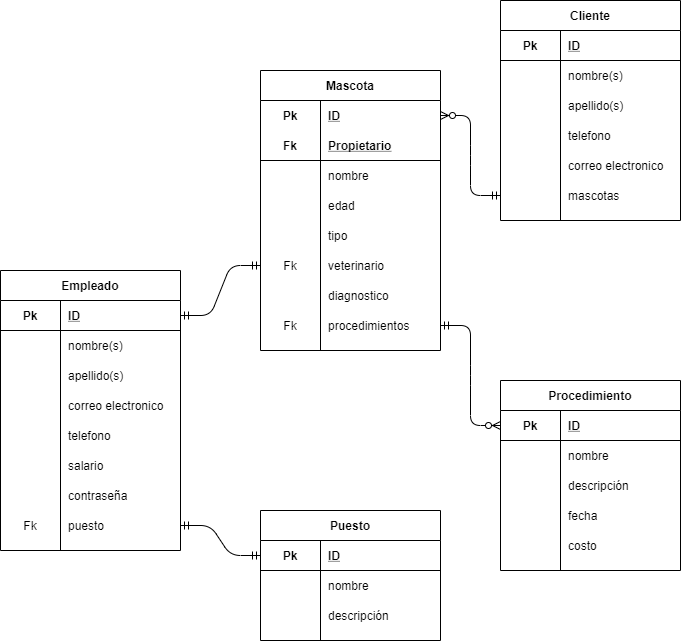 Cliente
Pk ID
nombre(s)
apellido(s)
telefono
correo electronico
mascotas
Mascota
Pk ID
Fk Propietario
nombre
edad
tipo
Fk veterinario
diagnostico
Fk procedimientos
Empleado
Pk ID
nombre(s)
apellido(s)
correo electronico
telefono
salario
contraseña
Fk puesto
Procedimiento
Pk ID
nombre
descripción
fecha
costo
Puesto
Pk ID
nombre
descripción